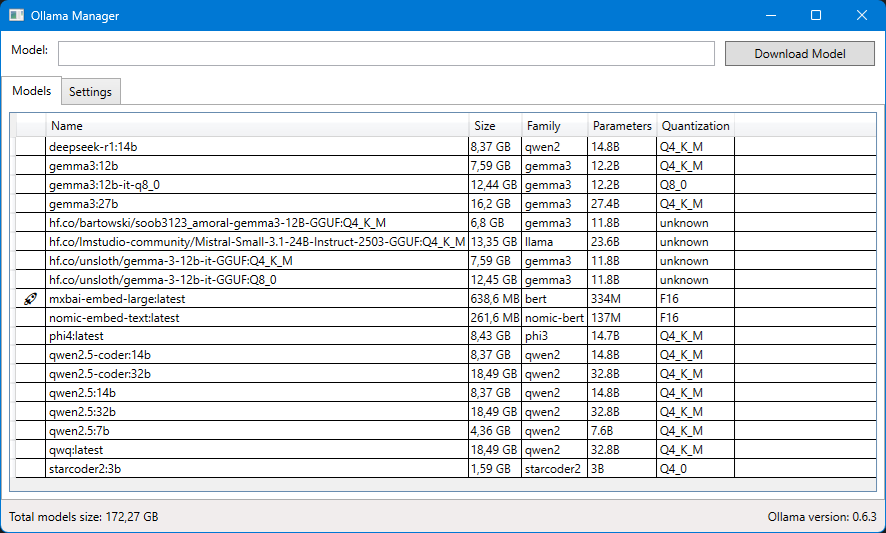 Ollama Manager
Model: Download Model
Models Settings
Name Size Family Parameters Quantization
deepseek-r1:14b 8,37 GB qwen2 14.8B Q4_K_M
gemma3:12b 7,59 GB gemma3 12.2B Q4_K_M
gemma3:12b-it-q8_0 12,44 GB gemma3 12.2B Q8_0
gemma3:27b 16,2 GB gemma3 27.4B Q4_K_M
hf.co/bartowski/soob3123_amoral-gemma3-12B-GGUF:Q4_K_M 6,8 GB gemma3 11.8B unknown
hf.co/lmstudio-community/Mistral-Small-3.1-24B-Instruct-2503-GGUF:Q4_K_M 13,35 GB llama 23.6B unknown
hf.co/unsloth/gemma-3-12b-it-GGUF:Q4_K_M 7,59 GB gemma3 11.8B unknown
hf.co/unsloth/gemma-3-12b-it-GGUF:Q8_0 12,45 GB gemma3 11.8B unknown
mxbai-embed-large:latest 638,6 MB bert 334M F16
nomic-embed-text:latest 261,6 MB nomic-bert 137M F16
phi4:latest 8,43 GB phi3 14.7B Q4_K_M
qwen2.5-coder:14b 8,37 GB qwen2 14.8B Q4_K_M
qwen2.5-coder:32b 18,49 GB qwen2 32.8B Q4_K_M
qwen2.5:14b 8,37 GB qwen2 14.8B Q4_K_M
qwen2.5:32b 18,49 GB qwen2 32.8B Q4_K_M
qwen2.5:7b 4,36 GB qwen2 7.6B Q4_K_M
qwq:latest 18,49 GB qwen2 32.8B Q4_K_M
starcoder2:3b 1,59 GB starcoder2 3B Q4_0
Total models size: 172,27 GB Ollama version: 0.6.3